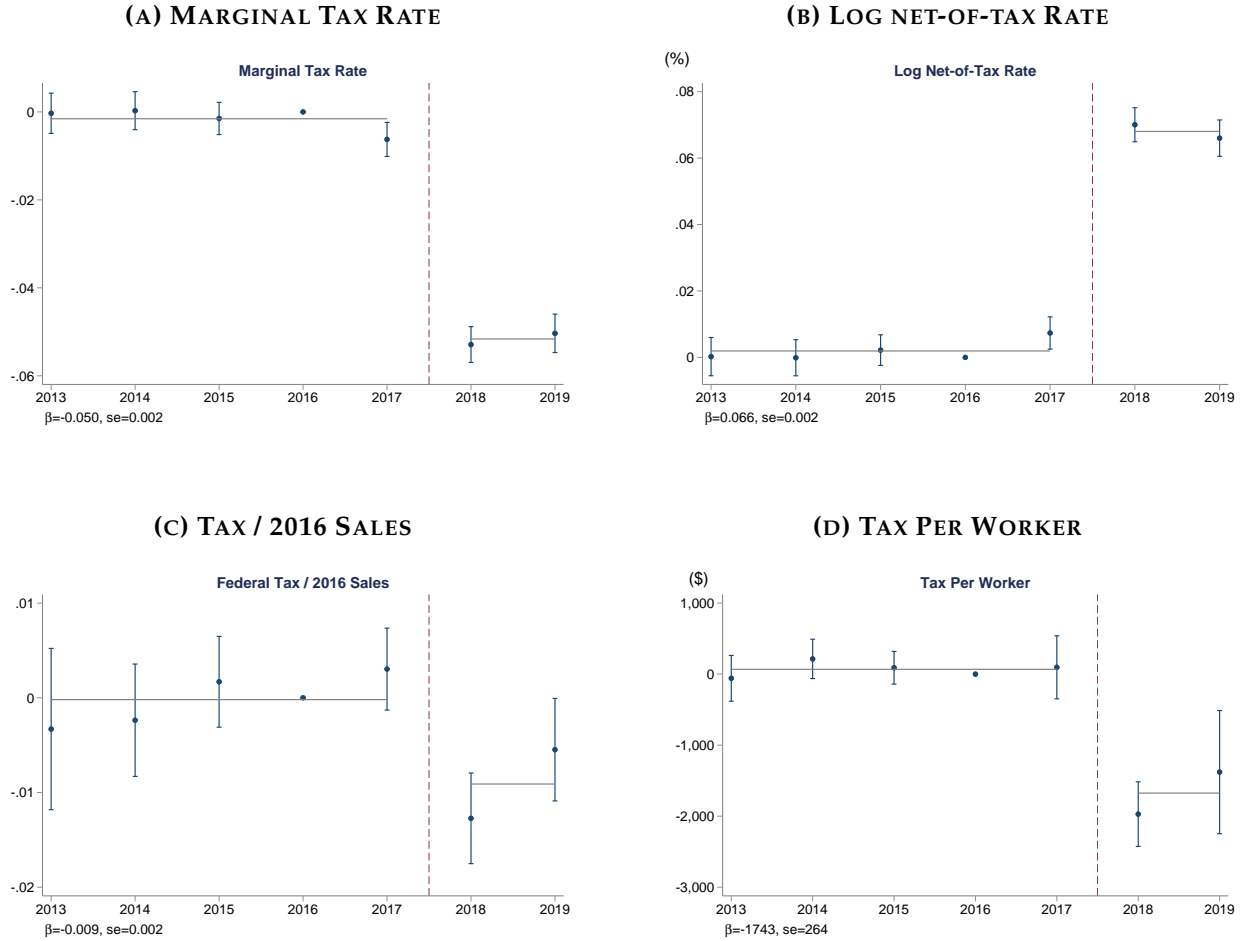 (A) MARGINAL TAX RATE
Marginal Tax Rate
0
-.02
-.04
-.06
2013 2014 2015 2016 2017 2018 2019
β=-0.050, se=0.002
(B) LOG NET-OF-TAX RATE
(%)
Log Net-of-Tax Rate
.08
.06
.04
.02
0
2013 2014 2015 2016 2017 2018 2019
β=0.066, se=0.002
(C) TAX / 2016 SALES
Federal Tax / 2016 Sales
.01
0
-.01
-.02
2013 2014 2015 2016 2017 2018 2019
β=-0.009, se=0.002
(D) TAX PER WORKER
($)
Tax Per Worker
1,000
0
-1,000
-2,000
-3,000
2013 2014 2015 2016 2017 2018 2019
β=-1743, se=264